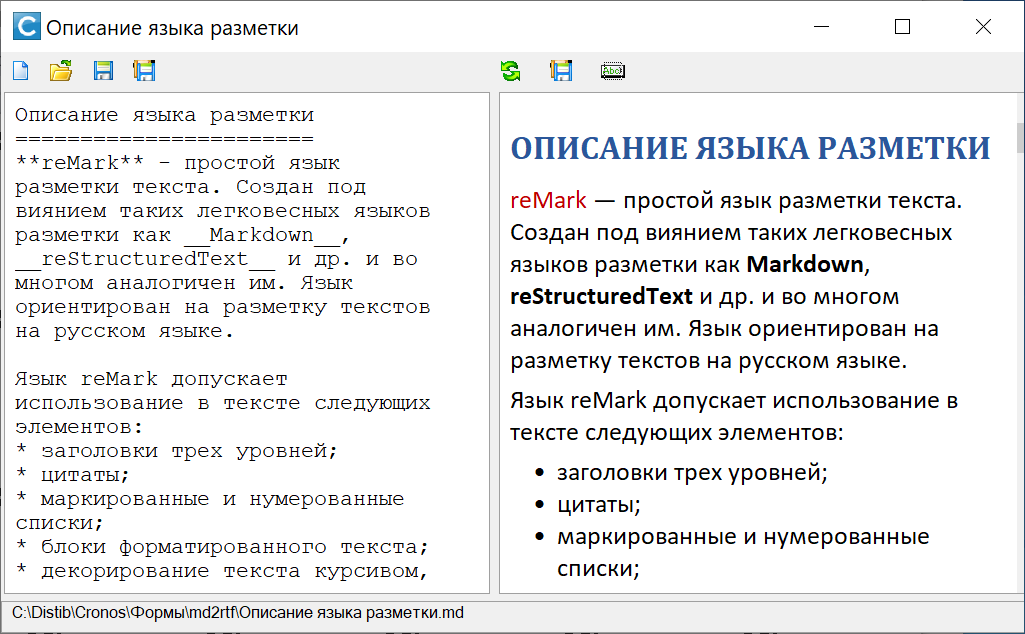 Описание языка разметки
Abc
Описание языка разметки
=======================
**reMark** - простой язык
разметки текста. Создан под
виянием таких легковесных языков
разметки как __Markdown__,
__reStructuredText__ и др. и во
многом аналогичен им. Язык
ориентирован на разметку текстов
на русском языке.
Язык reMark допускает
использование в тексте следующих
элементов:
* заголовки трех уровней;
* цитаты;
* маркированные и нумерованные
списки;
* блоки форматированного текста;
* декорирование текста курсивом,
ОПИСАНИЕ ЯЗЫКА РАЗМЕТКИ
reMark — простой язык разметки текста.
Создан под виянием таких легковесных
языков разметки как Markdown,
reStructuredText и др. и во многом
аналогичен им. Язык ориентирован на
разметку текстов на русском языке.
Язык reMark допускает использование в
тексте следующих элементов:
• заголовки трех уровней;
• цитаты;
• маркированные и нумерованные
списки;
C:\Distib\Cronos\Формы\md2rtf\Описание языка разметки.md